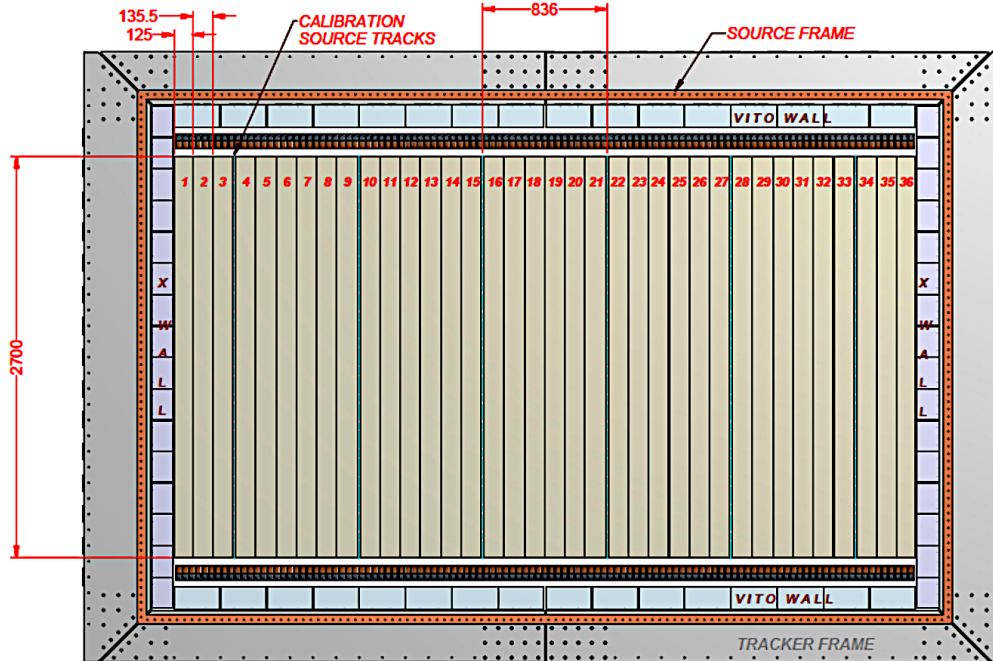 135.5
836
125
CALIBRATION
SOURCE TRACKS
SOURCE FRAME
VITO WALL
1 2 3 4 5 6 7 8 9 10 11 12 13 14 15 16 17 18 19 20 21 22 23 24 25 26 27 28 29 30 31 32 33 34 35 36
X
W
A
L
L
X
W
A
L
L
2700
VITO WALL
TRACKER FRAME